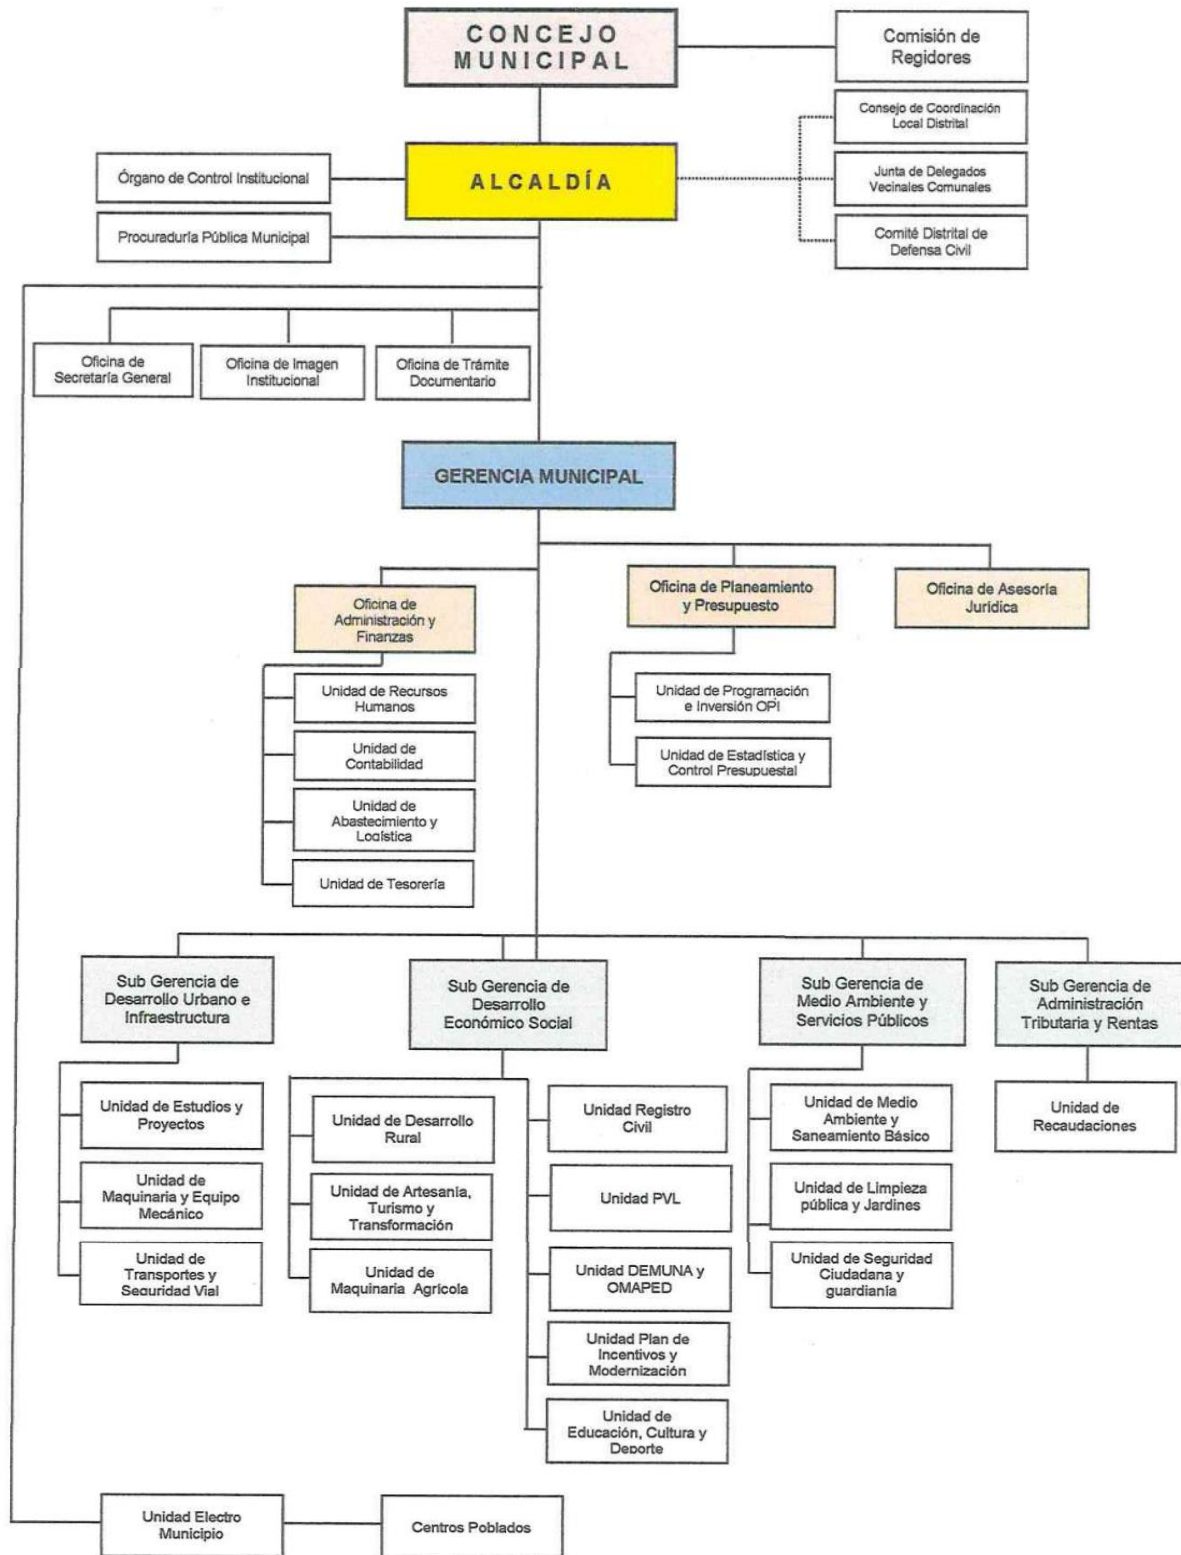 CONCEJO
MUNICIPAL
Comisión de
Regidores
Consejo de Coordinación
Local Distrital
Órgano de Control Institucional
ALCALDÍA
Junta de Delegados
Vecinales Comunales
Procuraduría Pública Municipal
Comité Distrital de
Defensa Civil
Oficina de
Secretaría General
Oficina de Imagen
Institucional
Oficina de Trámite
Documentario
GERENCIA MUNICIPAL
Oficina de
Administración y
Finanzas
Oficina de Planeamiento
y Presupuesto
Oficina de Asesoría
Jurídica
Unidad de Recursos
Humanos
Unidad de
Contabilidad
Unidad de
Abastecimiento y
Logística
Unidad de Tesorería
Unidad de Programación
e Inversión OPI
Unidad de Estadística y
Control Presupuestal
Sub Gerencia de
Desarrollo Urbano e
Infraestructura
Sub Gerencia de
Desarrollo
Económico Social
Sub Gerencia de
Medio Ambiente y
Servicios Públicos
Sub Gerencia de
Administración
Tributaria y Rentas
Unidad de Estudios y
Proyectos
Unidad de
Maquinaria y Equipo
Mecánico
Unidad de
Transportes y
Seguridad Vial
Unidad de Desarrollo
Rural
Unidad de Artesanía,
Turismo y
Transformación
Unidad de
Maquinaria Agrícola
Unidad Registro
Civil
Unidad PVL
Unidad DEMUNA y
OMAPED
Unidad Plan de
Incentivos y
Modernización
Unidad de
Educación, Cultura y
Deporte
Unidad de Medio
Ambiente y
Saneamiento Básico
Unidad de Limpieza
pública y Jardines
Unidad de Seguridad
Ciudadana y
guardianía
Unidad de
Recaudaciones
Unidad Electro
Municipio
Centros Poblados